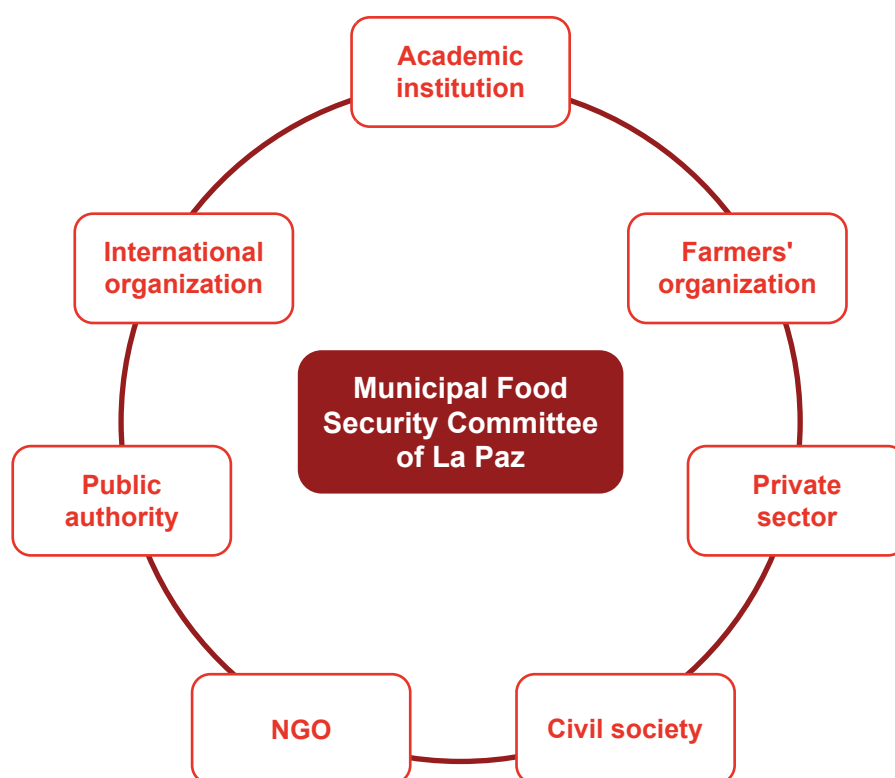 Academic
institution
International
organization
Farmers'
organization
Municipal Food
Security Committee
of La Paz
Public
authority
Private
sector
NGO
Civil society